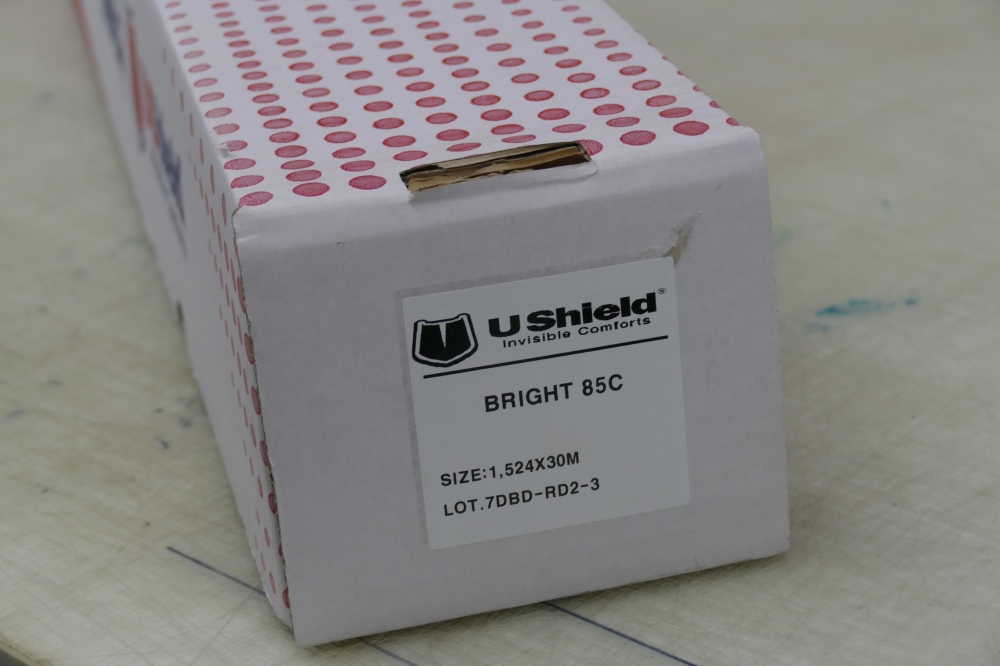 U Shield®
Invisible Comforts
BRIGHT 85C
SIZE:1,524X30M
LOT.7DBD-RD2-3